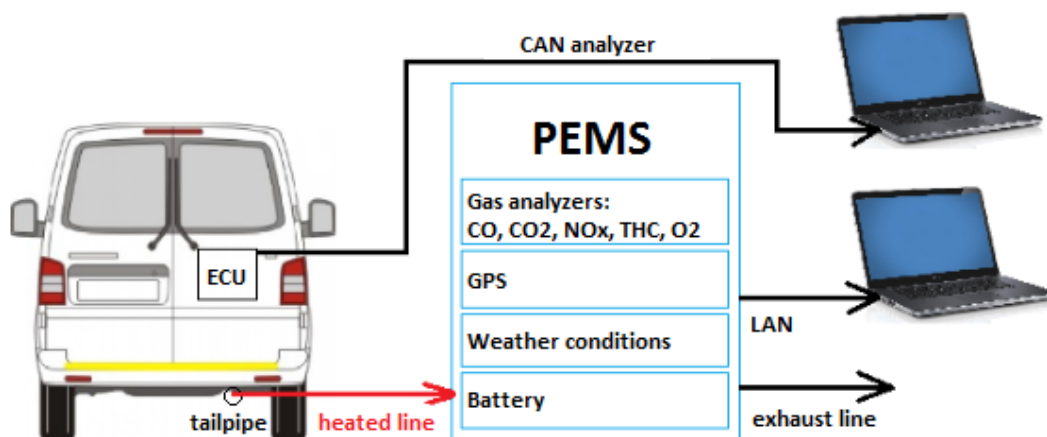 CAN analyzer
PEMS
Gas analyzers:
CO, CO2, NOx, THC, O2
ECU
GPS
LAN
Weather conditions
Battery
tailpipe
heated line
exhaust line